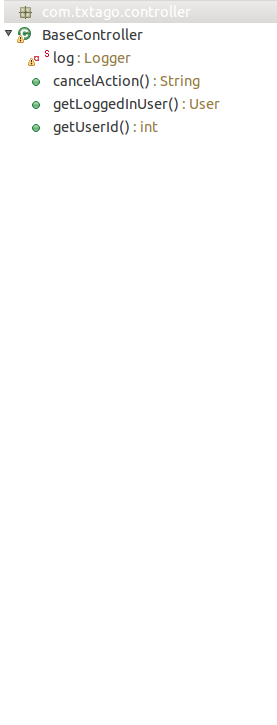 com.txtago.controller
BaseController
S log : Logger
cancelAction() : String
getLoggedInUser() : User
getUserId() : int